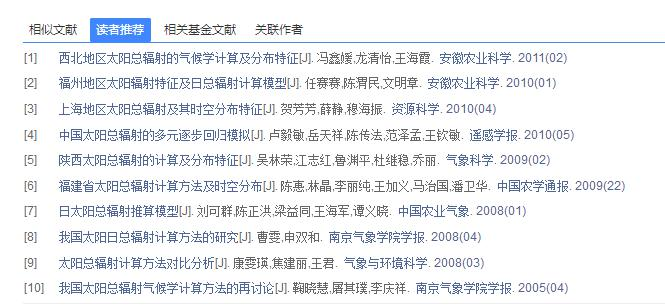 相似文献 读者推荐 相关基金文献 关联作者
[1] 西北地区太阳总辐射的气候学计算及分布特征[J]. 冯鑫媛,龙清怡,王海霞. 安徽农业科学. 2011(02)
[2] 福州地区太阳辐射特征及日总辐射计算模型[J]. 任赛赛,陈渭民,文明章. 安徽农业科学. 2010(01)
[3] 上海地区太阳总辐射及其时空分布特征[J]. 贺芳芳,薛静,穆海振. 资源科学. 2010(04)
[4] 中国太阳总辐射的多元逐步回归模拟[J]. 卢毅敏,岳天祥,陈传法,范泽孟,王钦敏. 遥感学报. 2010(05)
[5] 陕西太阳总辐射的计算及分布特征[J]. 吴林荣,江志红,鲁渊平,杜继稳,乔丽. 气象科学. 2009(02)
[6] 福建省太阳总辐射计算方法及时空分布[J]. 陈惠,林晶,李丽纯,王加义,马治国,潘卫华. 中国农学通报. 2009(22)
[7] 日太阳总辐射推算模型[J]. 刘可群,陈正洪,梁益同,王海军,谭义晓. 中国农业气象. 2008(01)
[8] 我国太阳日总辐射计算方法的研究[J]. 曹雯,申双和. 南京气象学院学报. 2008(04)
[9] 太阳总辐射计算方法对比分析[J]. 康雯瑛,焦建丽,王君. 气象与环境科学. 2008(03)
[10] 我国太阳总辐射气候学计算方法的再讨论[J]. 鞠晓慧,屠其璞,李庆祥. 南京气象学院学报. 2005(04)